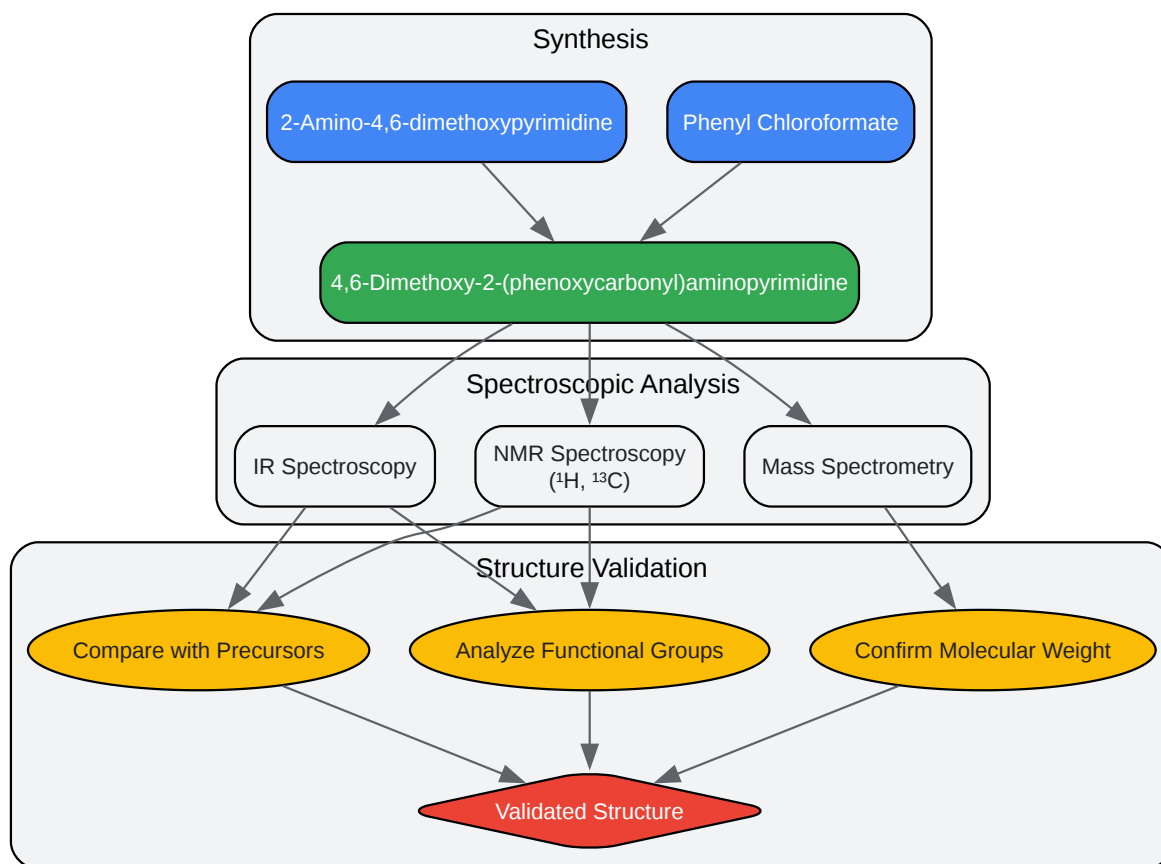 Synthesis
2-Amino-4,6-dimethoxypyrimidine
Phenyl Chloroformate
4,6-Dimethoxy-2-(phenoxycarbonyl)aminopyrimidine
Spectroscopic Analysis
IR Spectroscopy
NMR Spectroscopy
(¹H, ¹³C)
Mass Spectrometry
Structure Validation
Compare with Precursors
Analyze Functional Groups
Confirm Molecular Weight
Validated Structure